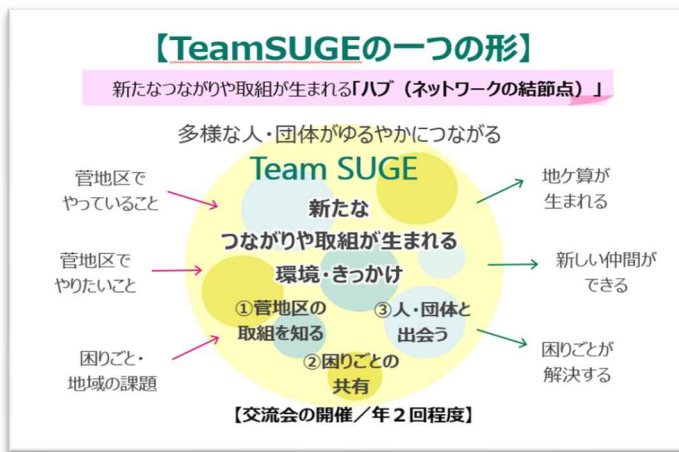 【TeamSUGEの一つの形】
新たなつながりや取組が生まれる「ハブ（ネットワークの結節点）」
多様な人・団体がゆるやかにつながる
Team SUGE
新たな
つながりや取組が生まれる
環境・きっかけ
菅地区で
やっていること
菅地区で
やりたいこと
困りごと・
地域の課題
①菅地区の
取組を知る
②困りごとの
共有
③人・団体と
出会う
地ケ算が
生まれる
新しい仲間が
できる
困りごとが
解決する
【交流会の開催／年２回程度】